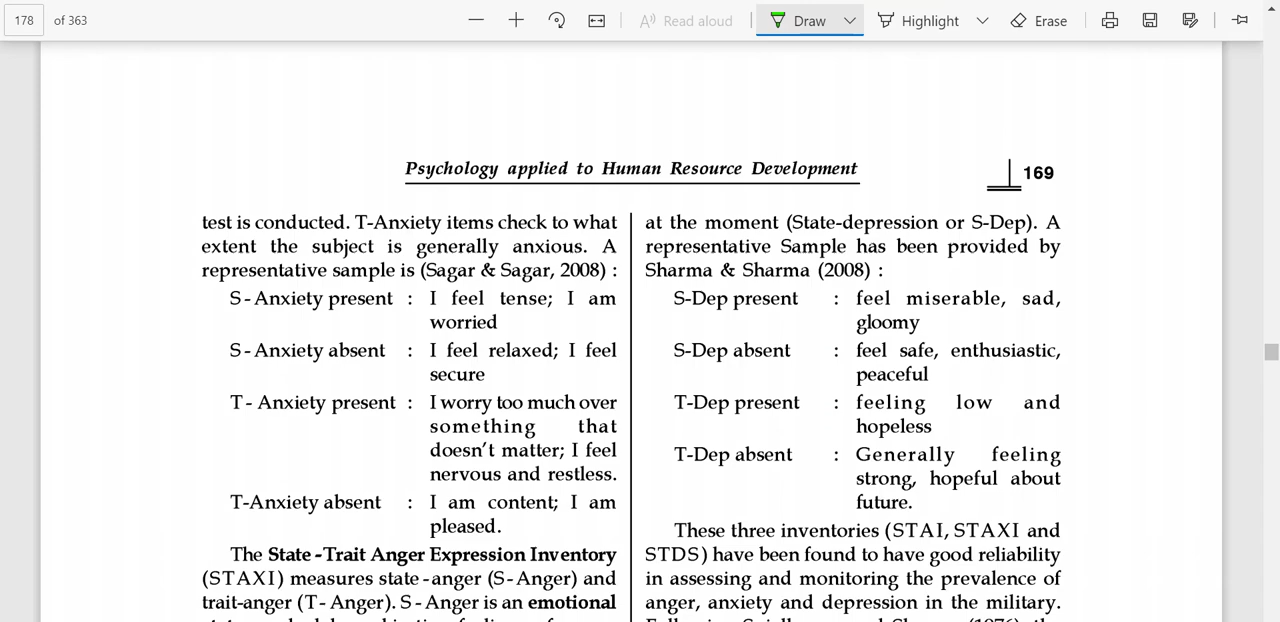 178 of 363 Read aloud Draw Highlight Erase
Psychology applied to Human Resource Development 169
test is conducted. T-Anxiety items check to what
extent the subject is generally anxious. A
representative sample is (Sagar & Sagar, 2008) :
S - Anxiety present : I feel tense; I am
worried
S - Anxiety absent : I feel relaxed; I feel
secure
T - Anxiety present : I worry too much over
something that
doesn't matter; I feel
nervous and restless.
T-Anxiety absent : I am content; I am
pleased.
The State -Trait Anger Expression Inventory
(STAXI) measures state -anger (S- Anger) and
trait-anger (T- Anger). S - Anger is an emotional
at the moment (State-depression or S-Dep). A
representative Sample has been provided by
Sharma & Sharma (2008) :
S-Dep present : feel miserable, sad,
gloomy
S-Dep absent : feel safe, enthusiastic,
peaceful
T-Dep present : feeling low and
hopeless
T-Dep absent : Generally feeling
strong, hopeful about
future.
These three inventories (STAI, STAXI and
STDS) have been found to have good reliability
in assessing and monitoring the prevalence of
anger, anxiety and depression in the military.